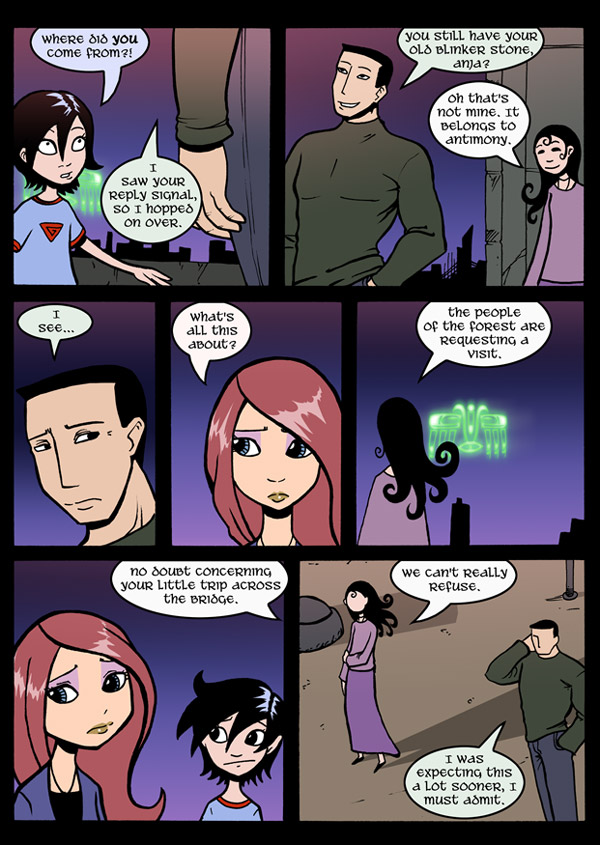 WHERE DID YOU
COME FROM?!
I
SAW YOUR
REPLY SIGNAL,
SO I HOPPED
ON OVER.
YOU STILL HAVE YOUR
OLD BLINKER STONE,
ANJA?
OH THAT'S
NOT MINE. IT
BELONGS TO
ANTIMONY.
I
SEE...
WHAT'S
ALL THIS
ABOUT?
THE PEOPLE
OF THE FOREST ARE
REQUESTING A
VISIT.
NO DOUBT CONCERNING
YOUR LITTLE TRIP ACROSS
THE BRIDGE.
WE CAN'T REALLY
REFUSE.
I WAS
EXPECTING THIS
A LOT SOONER, I
MUST ADMIT.